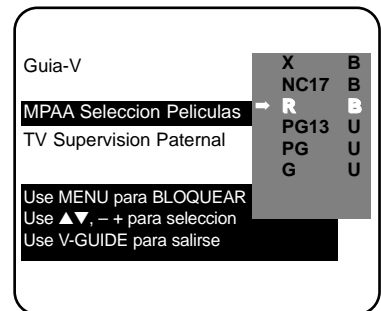 Guia-V
MPAA Seleccion Peliculas
TV Supervision Paternal
X B
NC17 B
➡ R B
PG13 U
PG U
G U
Use MENU para BLOQUEAR
Use ▲▼, – + para seleccion
Use V-GUIDE para salirse